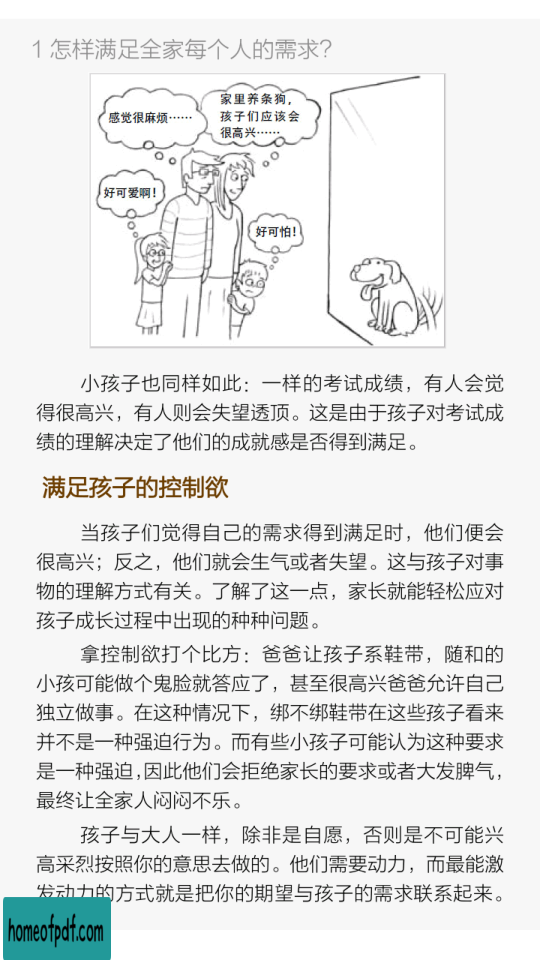 1 怎样满足全家每个人的需求?
感觉很麻烦……
家里养条狗，
孩子们应该会
很高兴……
好可爱啊！
好可怕！
小孩子也同样如此：一样的考试成绩，有人会觉
得很高兴，有人则会失望透顶。这是由于孩子对考试成
绩的理解决定了他们的成就感是否得到满足。
满足孩子的控制欲
当孩子们觉得自己的需求得到满足时，他们便会
很高兴；反之，他们就会生气或者失望。这与孩子对事
物的理解方式有关。了解了这一点，家长就能轻松应对
孩子成长过程中出现的种种问题。
拿控制欲打个比方：爸爸让孩子系鞋带，随和的
小孩可能做个鬼脸就答应了，甚至很高兴爸爸允许自己
独立做事。在这种情况下，绑不绑鞋带在这些孩子看来
并不是一种强迫行为。而有些小孩子可能认为这种要求
是一种强迫，因此他们会拒绝家长的要求或者大发脾气，
最终让全家人闷闷不乐。
孩子与大人一样，除非是自愿，否则是不可能兴
高采烈按照你的意思去做的。他们需要动力，而最能激
发动力的方式就是把你的期望与孩子的需求联系起来。
homeofpdf.com